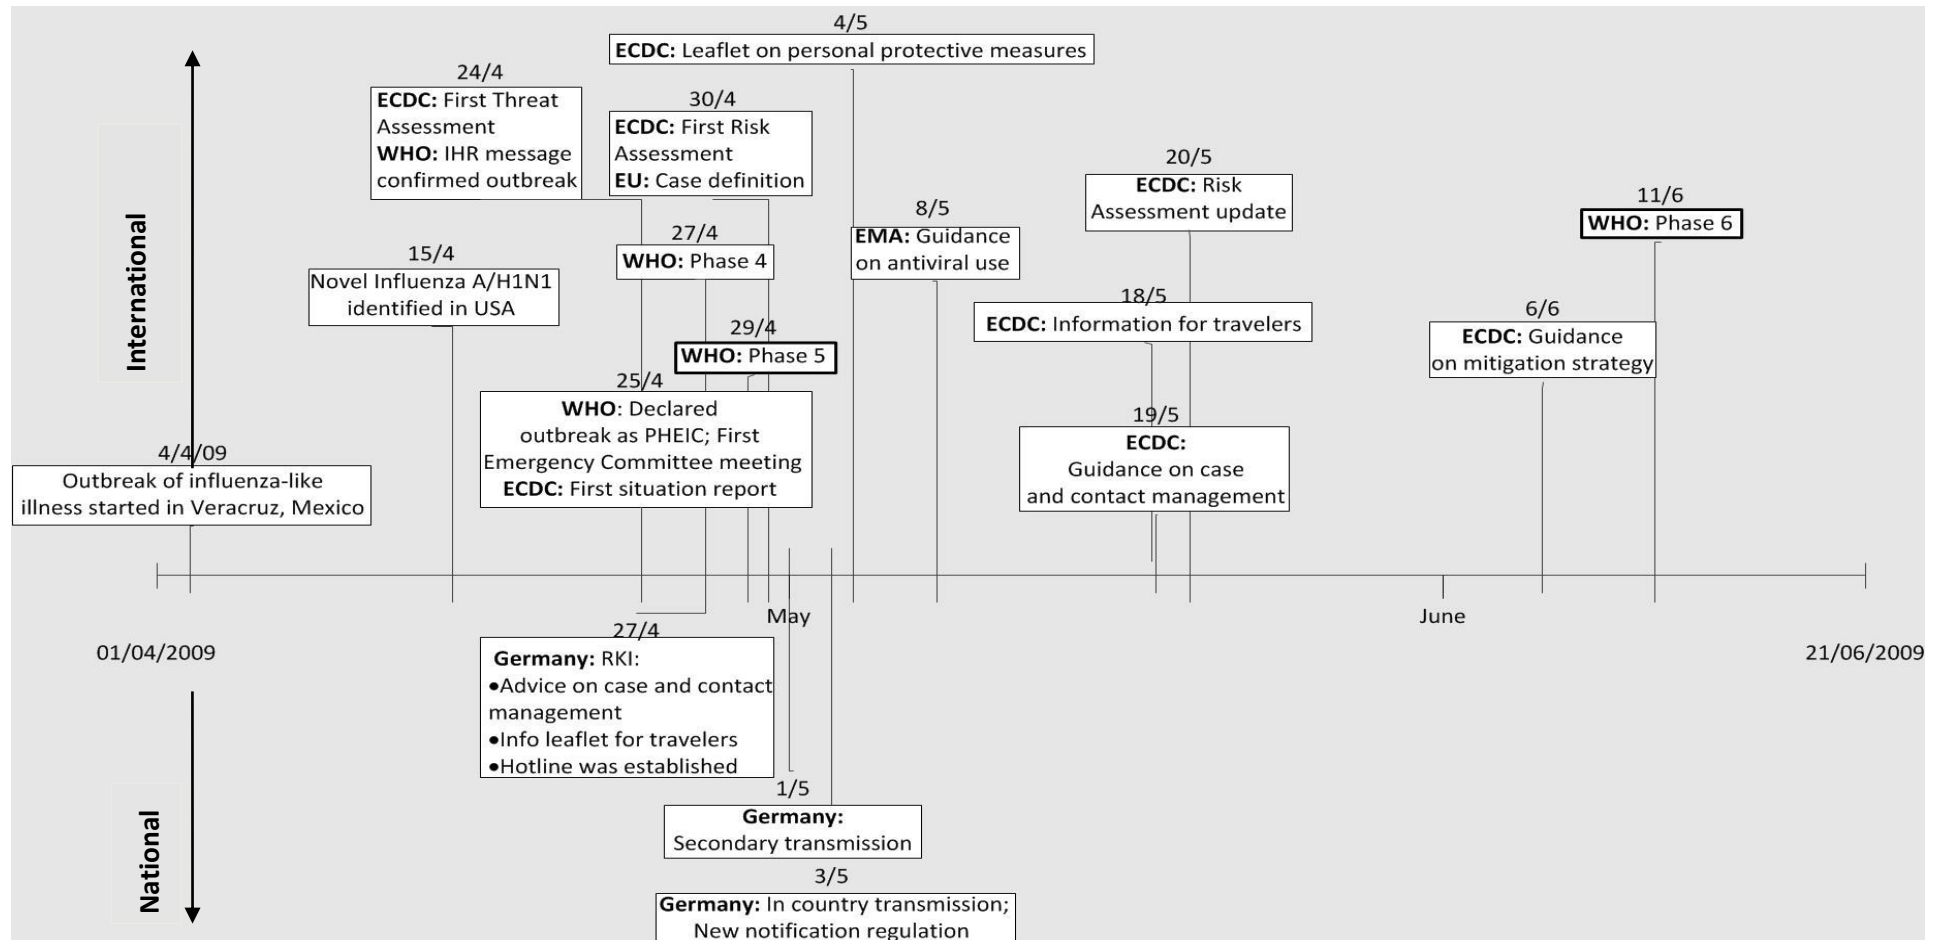 4/5
ECDC: Leaflet on personal protective measures
24/4
ECDC: First Threat
Assessment
WHO: IHR message
confirmed outbreak
30/4
ECDC: First Risk
Assessment
EU: Case definition
20/5
ECDC: Risk
Assessment update
11/6
WHO: Phase 6
8/5
EMA: Guidance
on antiviral use
27/4
WHO: Phase 4
15/4
Novel Influenza A/H1N1
identified in USA
18/5
ECDC: Information for travelers
6/6
ECDC: Guidance
on mitigation strategy
29/4
WHO: Phase 5
25/4
WHO: Declared
outbreak as PHEIC; First
Emergency Committee meeting
ECDC: First situation report
19/5
ECDC:
Guidance on case
and contact management
International
4/4/09
Outbreak of influenza-like
illness started in Veracruz, Mexico
May
June
01/04/2009
21/06/2009
27/4
Germany: RKI:
•Advice on case and contact
management
•Info leaflet for travelers
•Hotline was established
1/5
Germany:
Secondary transmission
National
3/5
Germany: In country transmission;
New notification regulation